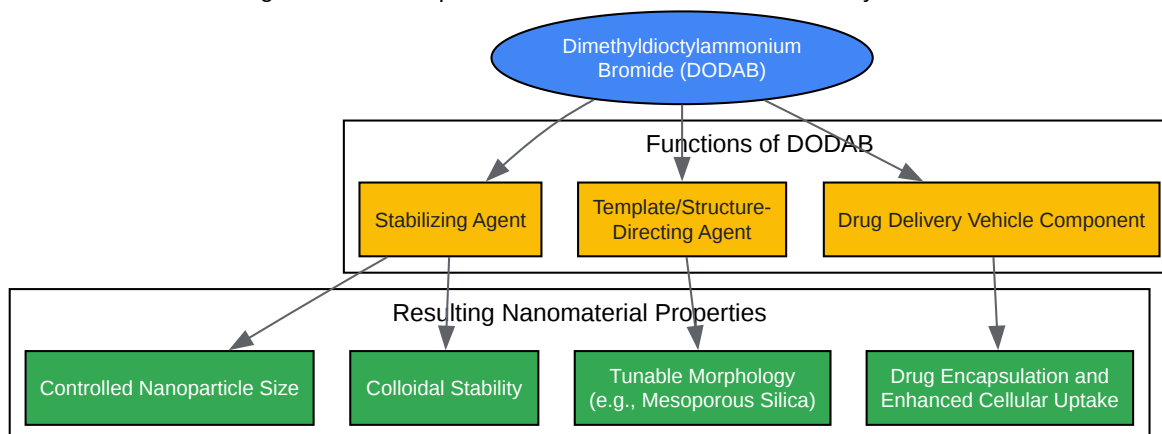 Dimethyldioctylammonium
Bromide (DODAB)
Functions of DODAB
Stabilizing Agent
Template/Structure-
Directing Agent
Drug Delivery Vehicle Component
Resulting Nanomaterial Properties
Controlled Nanoparticle Size
Colloidal Stability
Tunable Morphology
(e.g., Mesoporous Silica)
Drug Encapsulation and
Enhanced Cellular Uptake